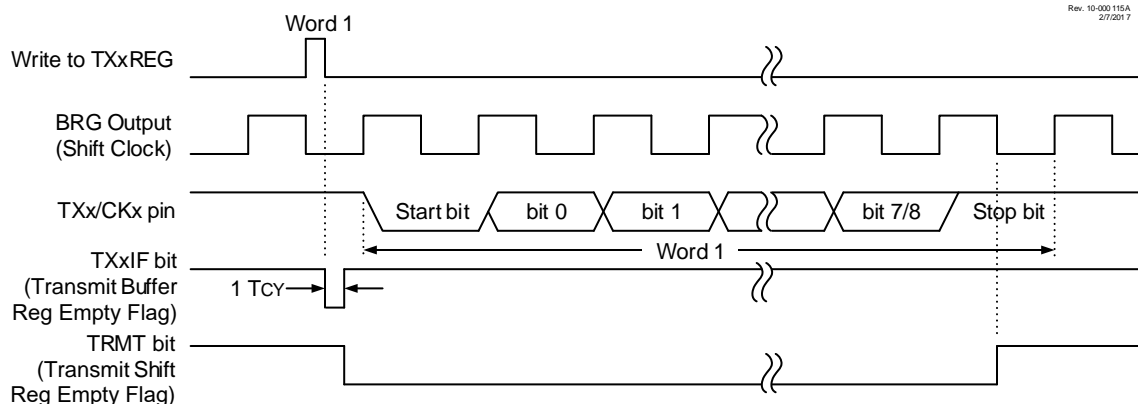 Rev. 10-000 115A
2/7/201 7
Word 1
Write to TXxREG
BRG Output
(Shift Clock)
TXx/CKx pin
Start bit
bit 0
bit 1
bit 7/8
Stop bit
Word 1
TXxIF bit
(Transmit Buffer
Reg Empty Flag)
1 TCY
TRMT bit
(Transmit Shift
Reg Empty Flag)